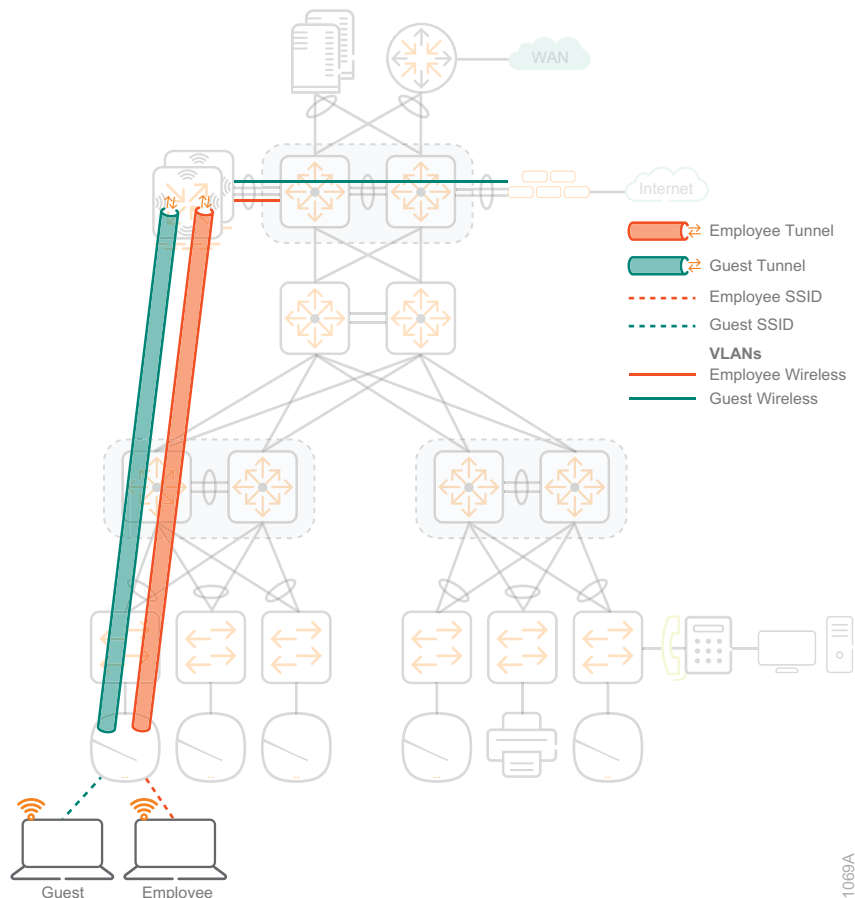 WAN
Internet
Employee Tunnel
Guest Tunnel
Employee SSID
Guest SSID
VLANs
Employee Wireless
Guest Wireless
Guest
Employee
1069A